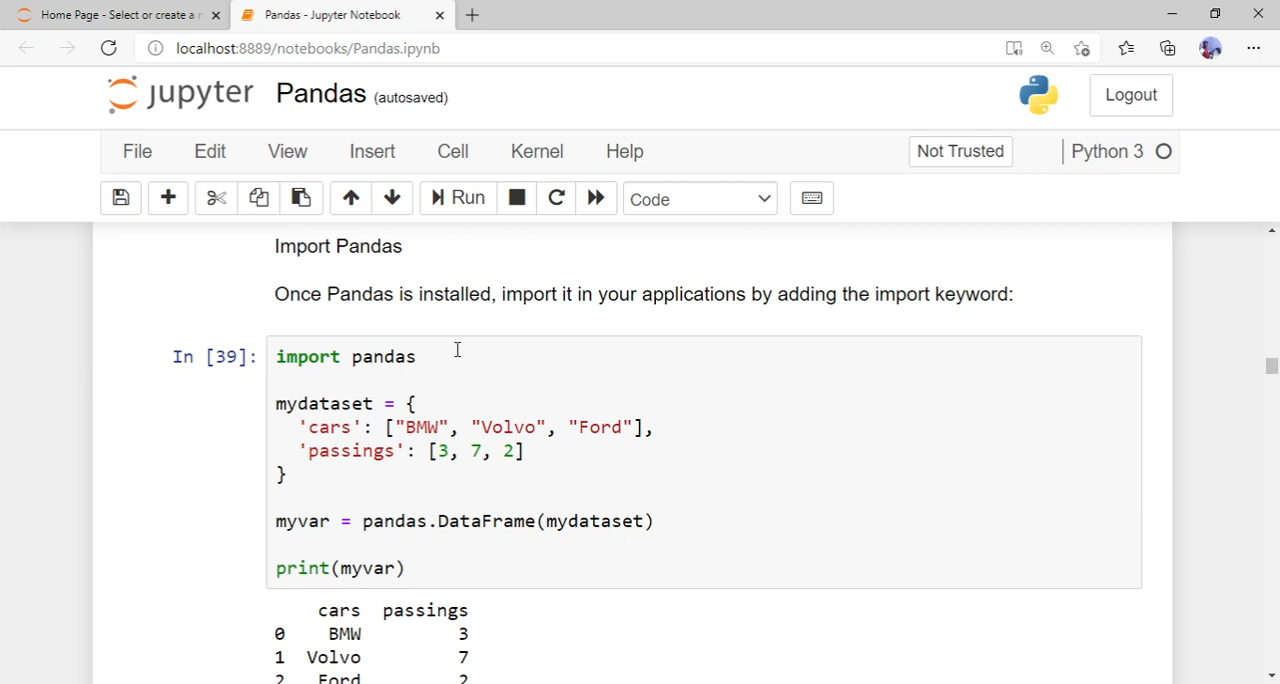 Home Page - Select or create a n
Pandas - Jupyter Notebook
localhost:8889/notebooks/Pandas.ipynb
jupyter Pandas (autosaved)
Logout
File Edit View Insert Cell Kernel Help
Not Trusted
Python 3
Run
Code
Import Pandas
Once Pandas is installed, import it in your applications by adding the import keyword:
In [39]: import pandas
mydataset = {
'cars': ["BMW", "Volvo", "Ford"],
'passings': [3, 7, 2]
}
myvar = pandas.DataFrame(mydataset)
print(myvar)
cars passings
0 BMW 3
1 Volvo 7
2 Ford 2